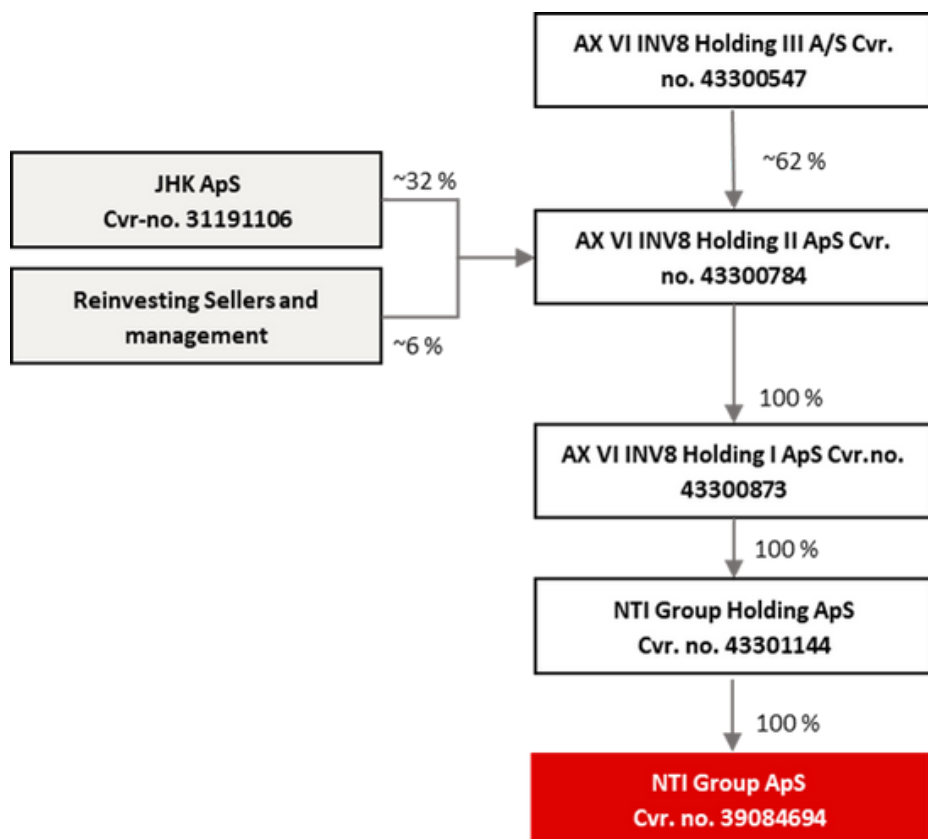 AX VI INV8 Holding III A/S Cvr.
no. 43300547
~62 %
JHK ApS
Cvr-no. 31191106
~32 %
AX VI INV8 Holding II ApS Cvr.
no. 43300784
Reinvesting Sellers and
management
~6 %
100 %
AX VI INV8 Holding I ApS Cvr.no.
43300873
100 %
NTI Group Holding ApS
Cvr. no. 43301144
100 %
NTI Group ApS
Cvr. no. 39084694